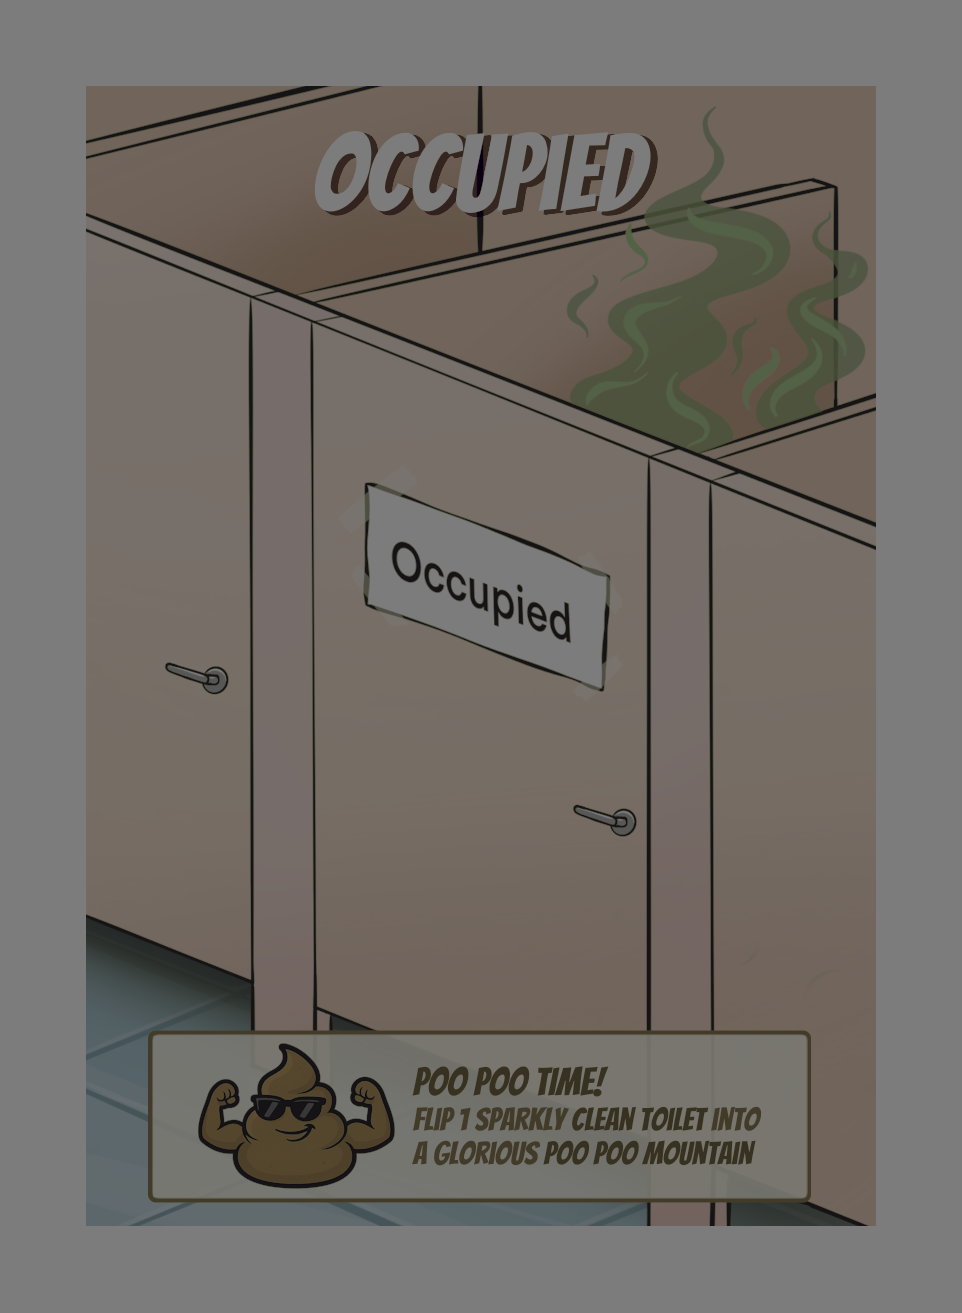 OCCUPIED
Occupied
POO POO TIME!
FLIP 1 SPARKLY CLEAN TOILET INTO
A GLORIOUS POO POO MOUNTAIN